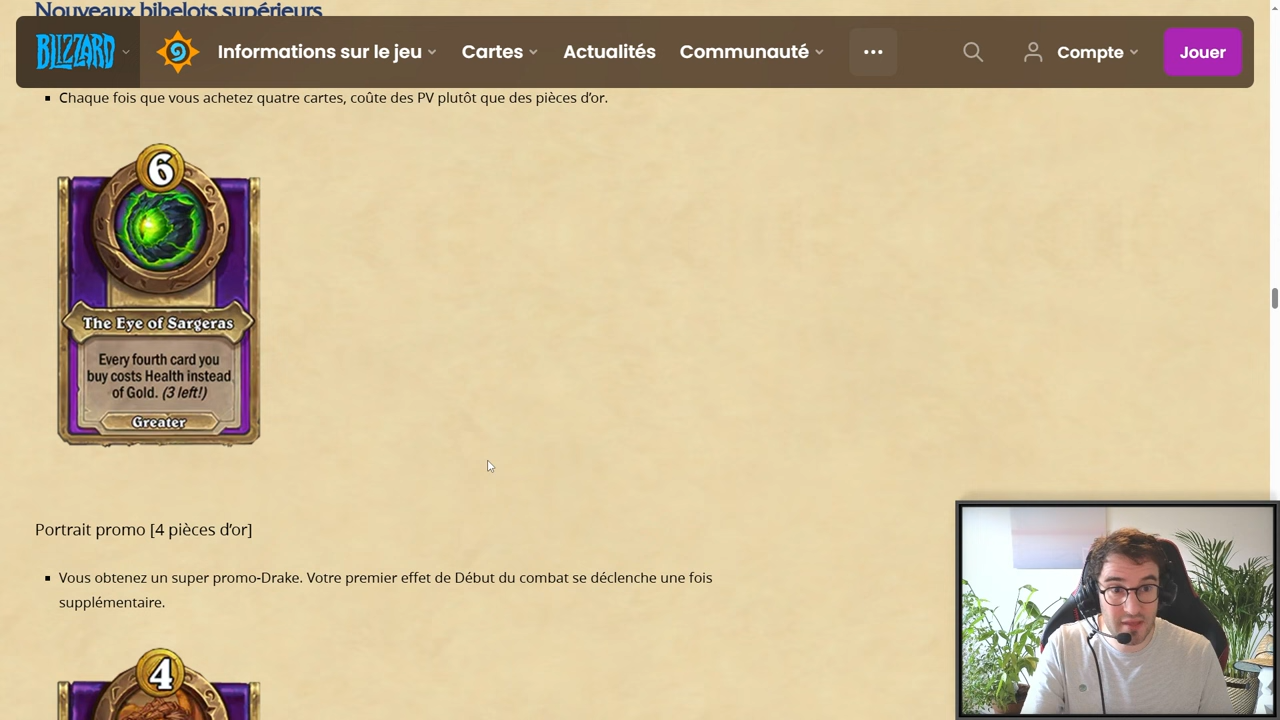 Nouveaux bibelots supérieurs
BLIZZARD
Informations sur le jeu
Cartes
Actualités
Communauté
Compte
Jouer
Chaque fois que vous achetez quatre cartes, coûte des PV plutôt que des pièces d’or.
6
The Eye of Sargeras
Every fourth card you
buy costs Health instead
of Gold. (3 left!)
Greater
Portrait promo [4 pièces d’or]
Vous obtenez un super promo-Drake. Votre premier effet de Début du combat se déclenche une fois
supplémentaire.
4